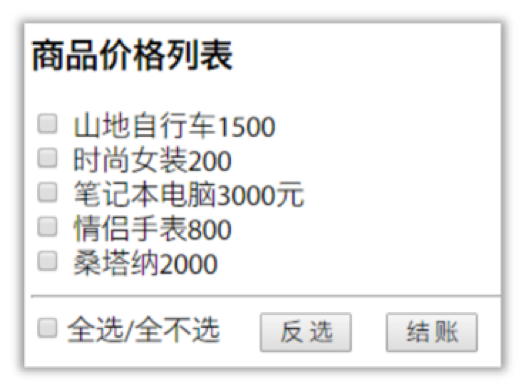 商品价格列表
山地自行车1500
时尚女装200
笔记本电脑3000元
情侣手表800
桑塔纳2000
全选/全不选 反选 结账